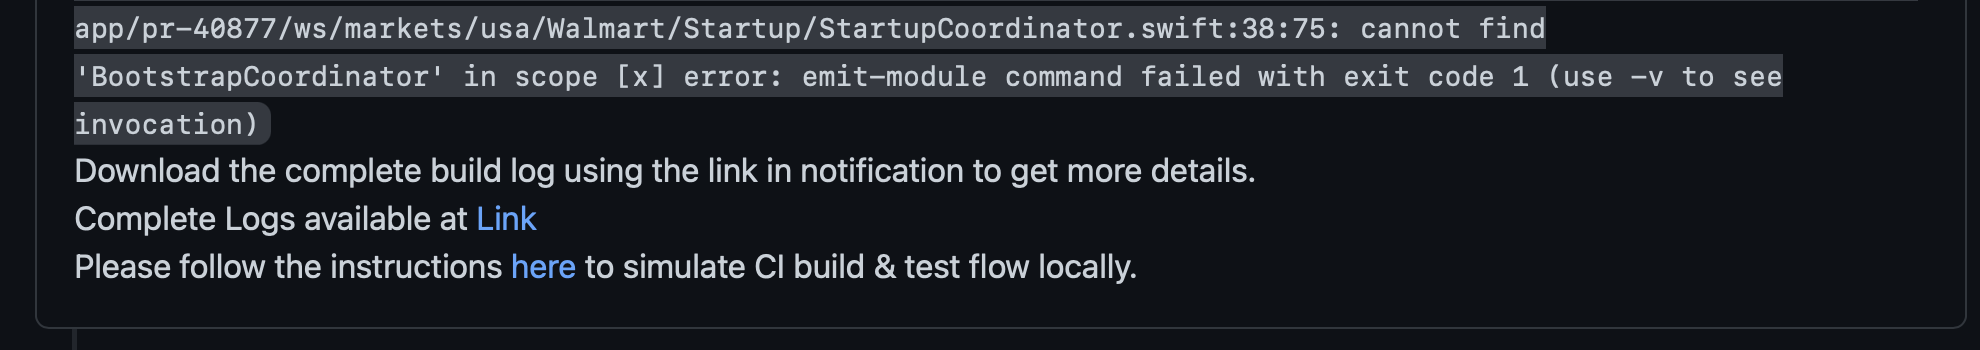 app/pr-40877/ws/markets/usa/Walmart/Startup/StartupCoordinator.swift:38:75: cannot find
'BootstrapCoordinator' in scope [x] error: emit-module command failed with exit code 1 (use -v to see
invocation)
Download the complete build log using the link in notification to get more details.
Complete Logs available at Link
Please follow the instructions here to simulate CI build & test flow locally.